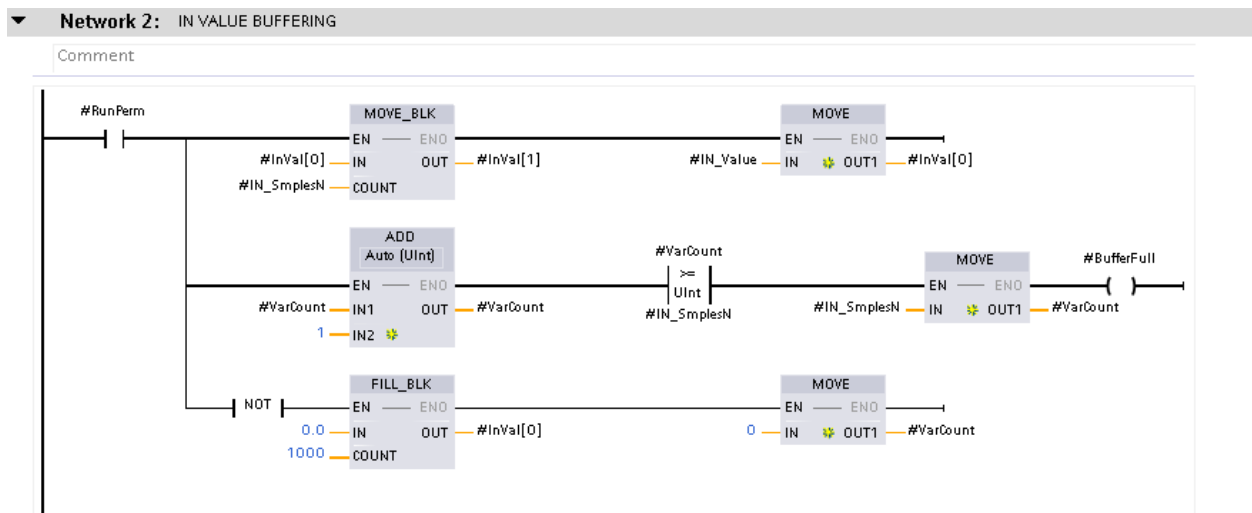 Network 2: IN VALUE BUFFERING
Comment
#RunPerm
MOVE_BLK
MOVE
EN ENO
EN ENO
#InVal[0] IN OUT #InVal[1]
#IN_Value IN OUT1 #InVal[0]
#IN_SmplesN COUNT
ADD
Auto (UInt)
#VarCount
>=
UInt
#IN_SmplesN
MOVE
#BufferFull
EN ENO
EN ENO
#VarCount IN1 OUT #VarCount
#IN_SmplesN IN OUT1 #VarCount
1 IN2
FILL_BLK
MOVE
NOT
EN ENO
EN ENO
0.0 IN OUT #InVal[0]
0 IN OUT1 #VarCount
1000 COUNT